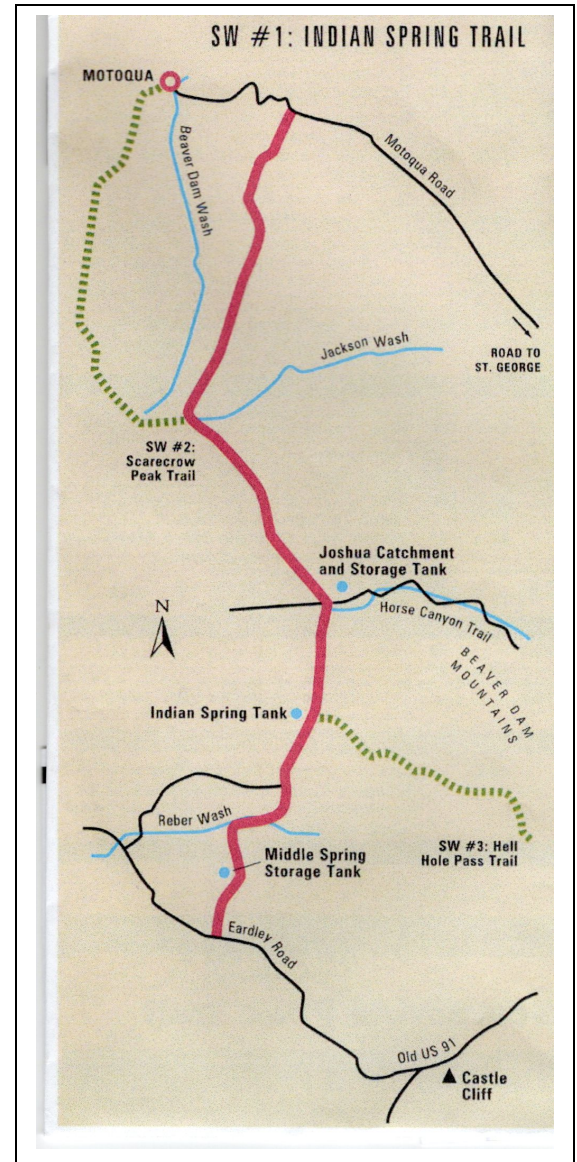 SW #1: INDIAN SPRING TRAIL
MOTOQUA
Beaver Dam Wash
Motoqua Road
Jackson Wash
ROAD TO
ST. GEORGE
SW #2:
Scarecrow
Peak Trail
Joshua Catchment
and Storage Tank
N
Horse Canyon Trail
BEAVER DAM
MOUNTAINS
Indian Spring Tank
Reber Wash
SW #3: Hell
Hole Pass Trail
Middle Spring
Storage Tank
Eardley Road
Old US 91
Castle
Cliff